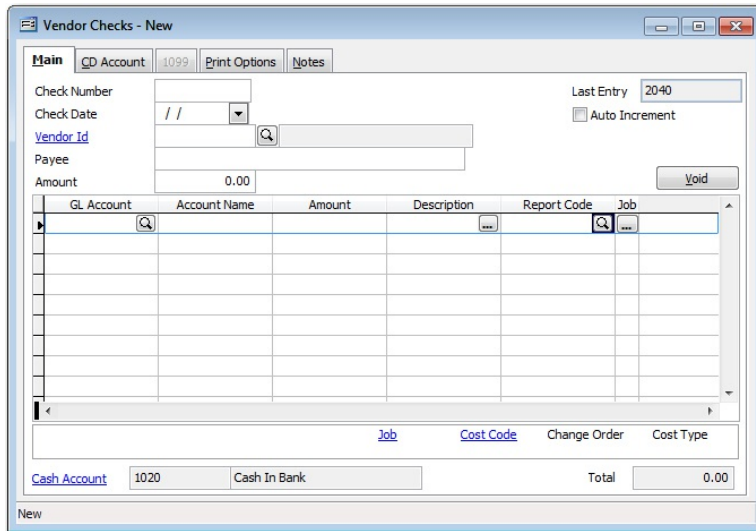 Vendor Checks - New
Main CD Account 1099 Print Options Notes
Check Number Last Entry 2040
Check Date / / Auto Increment
Vendor Id
Payee
Amount 0.00 Void
GL Account Account Name Amount Description Report Code Job
... ...
Job Cost Code Change Order Cost Type
Cash Account 1020 Cash In Bank Total 0.00
New